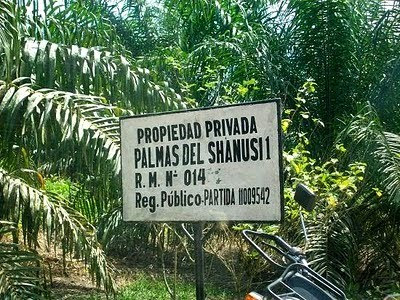 PROPIEDAD PRIVADA
PALMAS DEL SHANUSI 1
R. M. Nº 014
Reg. Público-PARTIDA 11009542